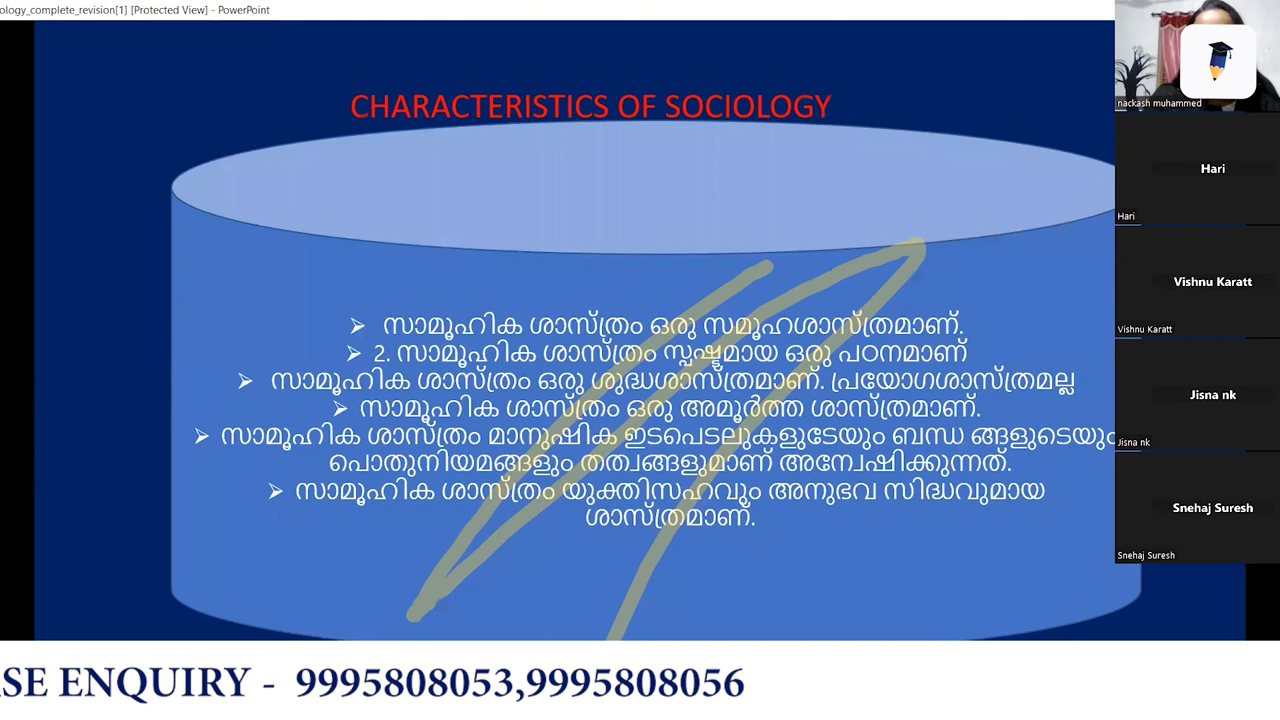 ology_complete_revision[1] [Protected View] - PowerPoint
CHARACTERISTICS OF SOCIOLOGY
➢ സാമൂഹിക ശാസ്ത്രം ഒരു സമൂഹശാസ്ത്രമാണ്.
➢ 2. സാമൂഹിക ശാസ്ത്രം സ്പഷ്ടമായ ഒരു പഠനമാണ്
➢ സാമൂഹിക ശാസ്ത്രം ഒരു ശുദ്ധശാസ്ത്രമാണ്. പ്രയോഗശാസ്ത്രമല്ല
➢ സാമൂഹിക ശാസ്ത്രം ഒരു അമൂർത്ത ശാസ്ത്രമാണ്.
➢ സാമൂഹിക ശാസ്ത്രം മാനുഷിക ഇടപെടലുകളുടേയും ബന്ധ ങ്ങളുടെയും
പൊതുനിയമങ്ങളും തത്വങ്ങളുമാണ് അന്വേഷിക്കുന്നത്.
➢ സാമൂഹിക ശാസ്ത്രം യുക്തിസഹവും അനുഭവ സിദ്ധവുമായ
ശാസ്ത്രമാണ്.
nackash muhammed
Hari
Hari
Vishnu Karatt
Vishnu Karatt
Jisna nk
Jisna nk
Snehaj Suresh
Snehaj Suresh
SE ENQUIRY - 9995808053,9995808056